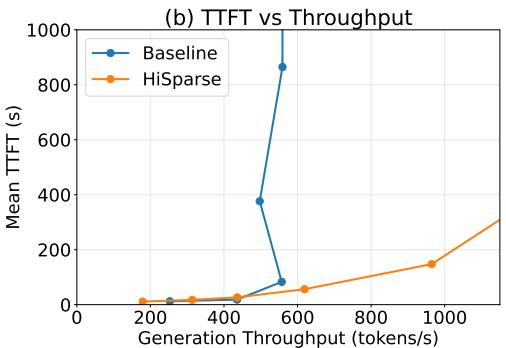 (b) TTFT vs Throughput
1000
800
600
400
200
0
Mean TTFT (s)
Baseline
HiSparse
0 200 400 600 800 1000
Generation Throughput (tokens/s)